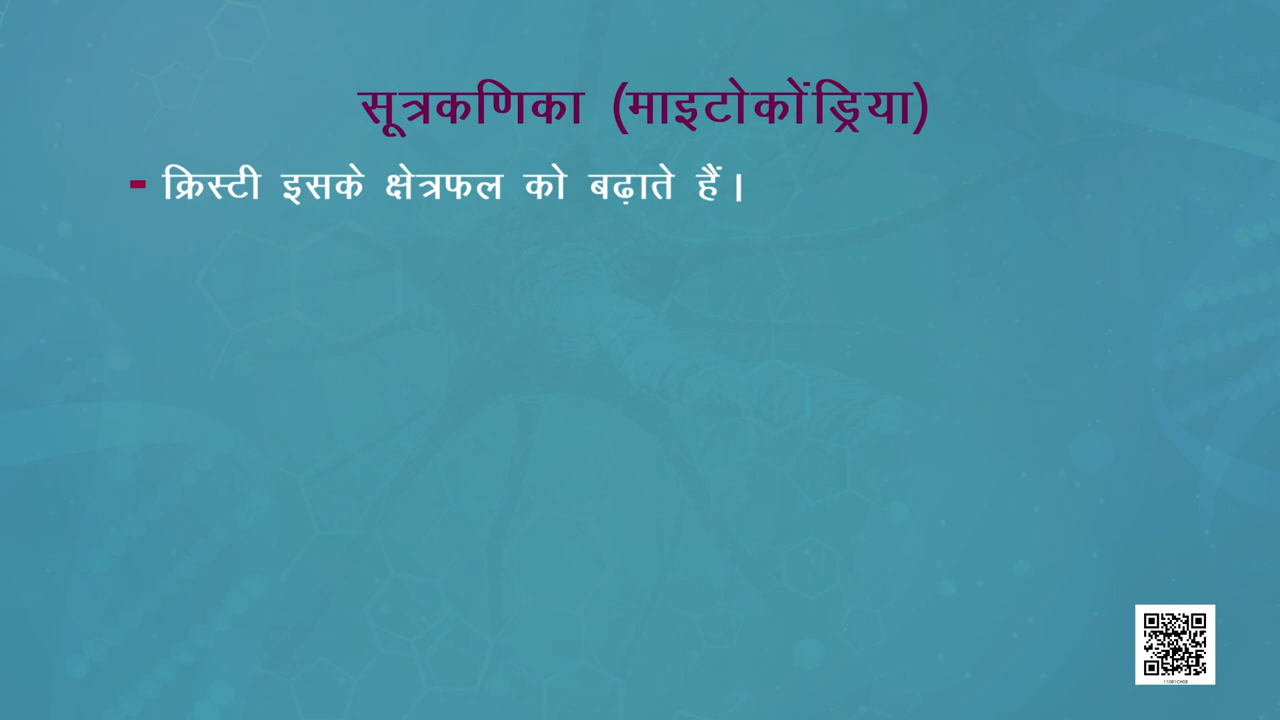 सूत्रकणिका (माइटोकोंड्रिया)
- क्रिस्टी इसके क्षेत्रफल को बढ़ाते हैं।